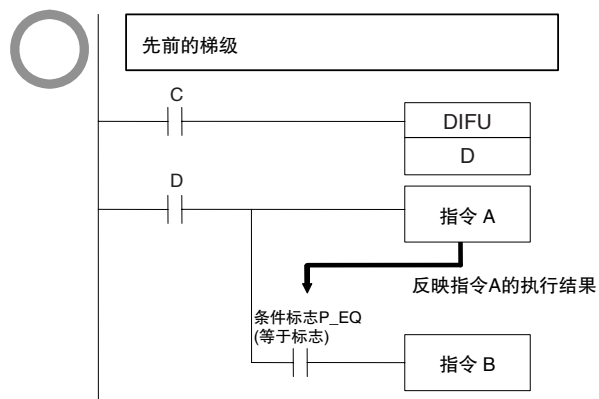 先前的梯级
C
DIFU
D
D
指令 A
反映指令A的执行结果
条件标志P_EQ
(等于标志)
指令 B